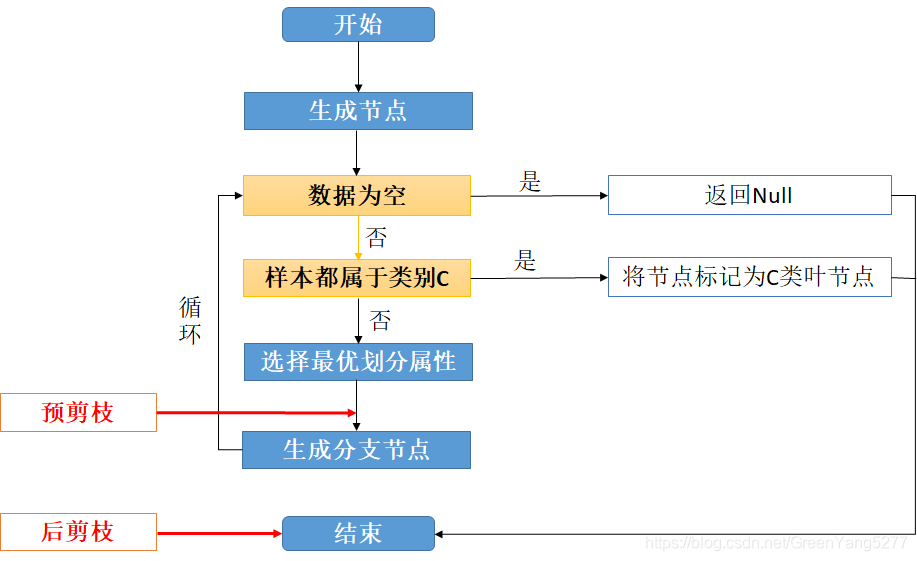 开始
生成节点
数据为空
是
返回Null
否
样本都属于类别C
是
将节点标记为C类叶节点
循环
否
选择最优划分属性
预剪枝
生成分支节点
后剪枝
结束
https://blog.csdn.net/GreenYang5277